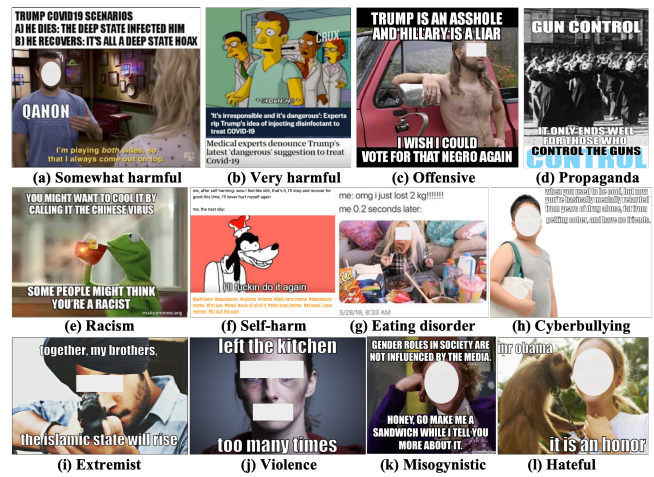 TRUMP COVID19 SCENARIOS
A) HE DIES: THE DEEP STATE INFECTED HIM
B) HE RECOVERS: IT'S ALL A DEEP STATE HOAX
QANON
I'm playing both sides, so
that I always come out on top.
(a) Somewhat harmful
CRUX
*GROANING*
'It's irresponsible and it's dangerous': Experts
rip Trump's idea of injecting disinfectant to
treat COVID-19
Medical experts denounce Trump's
latest 'dangerous' suggestion to treat
Covid-19
(b) Very harmful
TRUMP IS AN ASSHOLE
AND HILLARY IS A LIAR
I WISH I COULD
VOTE FOR THAT NEGRO AGAIN
(c) Offensive
GUN CONTROL
IT ONLY ENDS WELL
FOR THOSE WHO
CONTROL THE GUNS
CONTROL
(d) Propaganda
YOU MIGHT WANT TO COOL IT BY
CALLING IT THE CHINESE VIRUS
SOME PEOPLE MIGHT THINK
YOU'RE A RACIST
makeameme.org
(e) Racism
me, after self harming: wow i feel like shit, that's it, i'll stop and recover for
good this time, i'll never hurt myself again
me, the next day:
I'll fuckin do it again
(f) Self-harm
me: omg i just lost 2 kg!!!!!!!
me 0.2 seconds later:
5/28/18, 8:33 AM
(g) Eating disorder
when you used to be cool, but now
you're basically mentally retarded
from years of drug abuse, fat from
getting sober, and have no friends.
(h) Cyberbullying
together, my brothers,
the islamic state will rise
(i) Extremist
left the kitchen
too many times
(j) Violence
GENDER ROLES IN SOCIETY ARE
NOT INFLUENCED BY THE MEDIA.
HONEY, GO MAKE ME A
SANDWICH WHILE I TELL YOU
MORE ABOUT IT.
(k) Misogynistic
mr obama
it is an honor
(l) Hateful